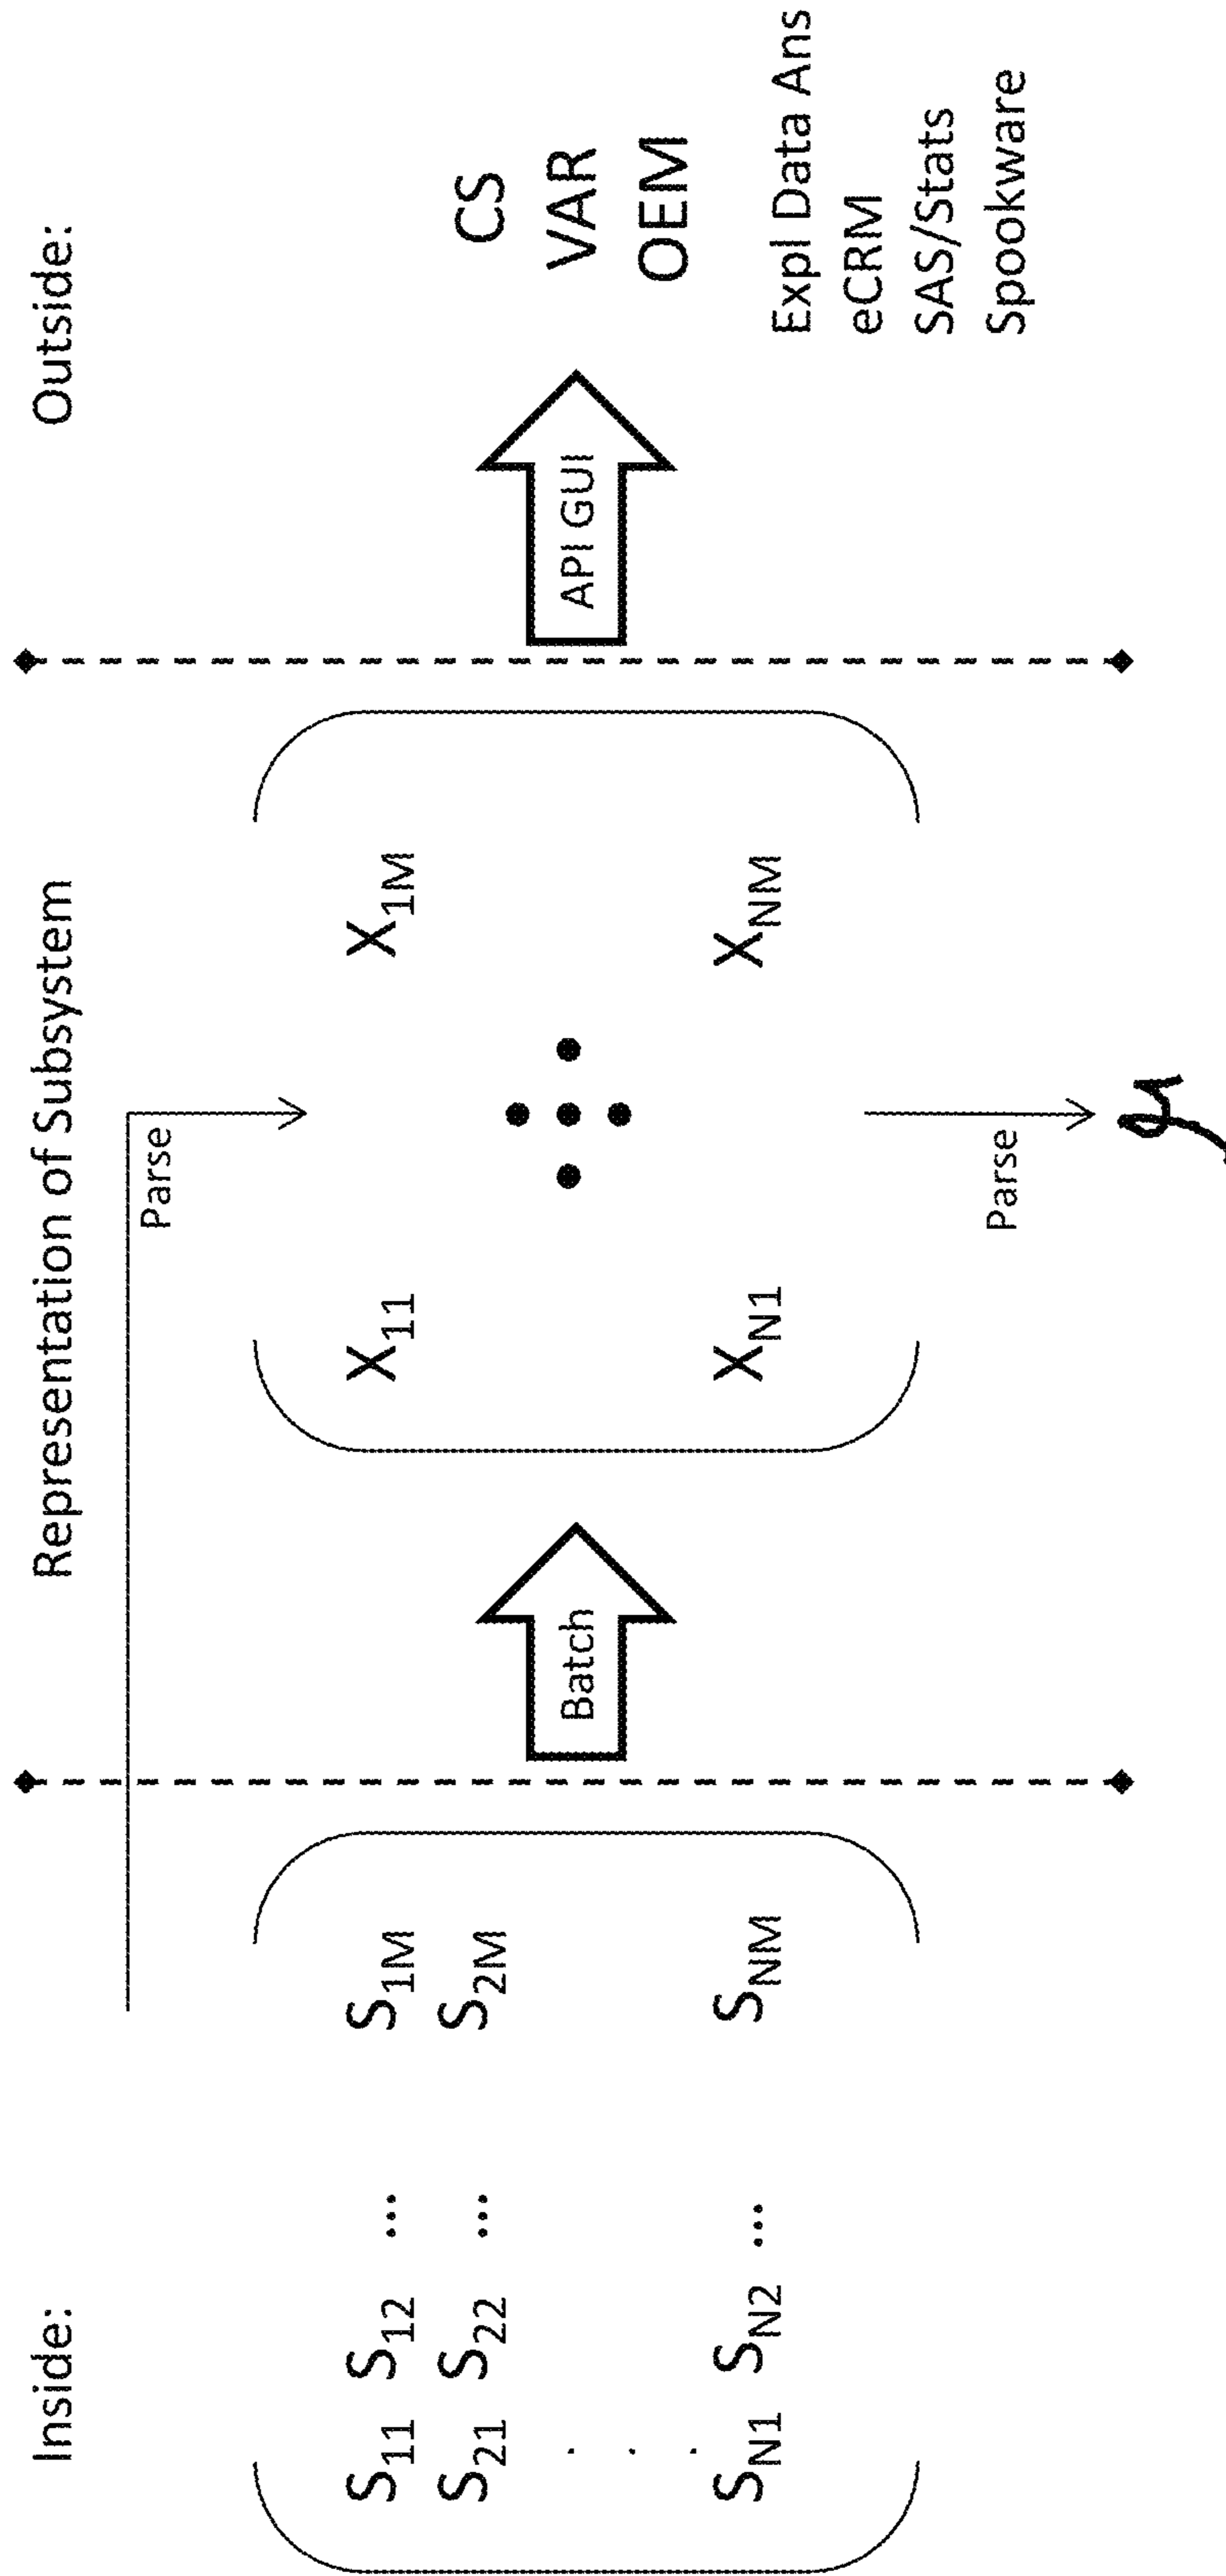 Inside:
Representation of Subsystem
Outside:
Parse
S11 S12 ... S1M
S21 S22 ... S2M
. . .
SN1 SN2 ... SNM
Batch
X11 X1M
XN1 XNM
Parse
API GUI
CS
VAR
OEM
Expl Data Ans
eCRM
SAS/Stats
Spookware